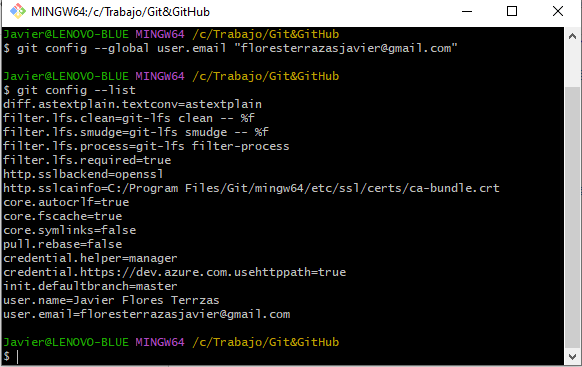 MINGW64:/c/Trabajo/Git&GitHub
Javier@LENOVO-BLUE MINGW64 /c/Trabajo/Git&GitHub
$ git config --global user.email "floresterrazasjavier@gmail.com"
Javier@LENOVO-BLUE MINGW64 /c/Trabajo/Git&GitHub
$ git config --list
diff.astextplain.textconv=astextplain
filter.lfs.clean=git-lfs clean -- %f
filter.lfs.smudge=git-lfs smudge -- %f
filter.lfs.process=git-lfs filter-process
filter.lfs.required=true
http.sslbackend=openssl
http.sslcainfo=C:/Program Files/Git/mingw64/etc/ssl/certs/ca-bundle.crt
core.autocrlf=true
core.fscache=true
core.symlinks=false
pull.rebase=false
credential.helper=manager
credential.https://dev.azure.com.usehttppath=true
init.defaultbranch=master
user.name=Javier Flores Terrzas
user.email=floresterrazasjavier@gmail.com
Javier@LENOVO-BLUE MINGW64 /c/Trabajo/Git&GitHub
$